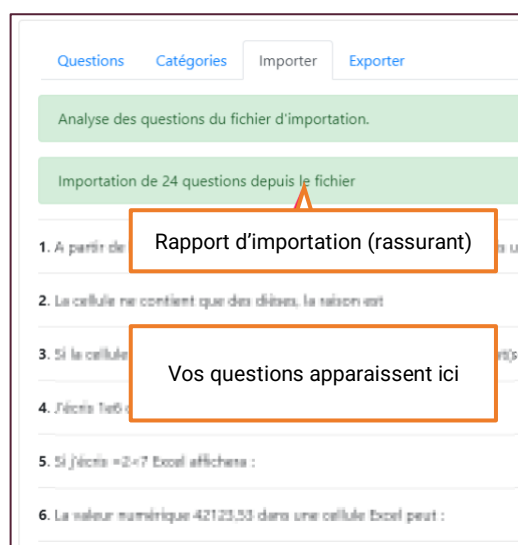 Questions Catégories Importer Exporter
Analyse des questions du fichier d'importation.
Importation de 24 questions depuis le fichier
Rapport d’importation (rassurant)
1. A partir de
2. La cellule ne contient que des dièses, la raison est
Vos questions apparaissent ici
3. Si la cellule
4. J'écris 1e6
5. Si j'écris =2<7 Excel affichera :
6. La valeur numérique 42123,53 dans une cellule Excel peut :